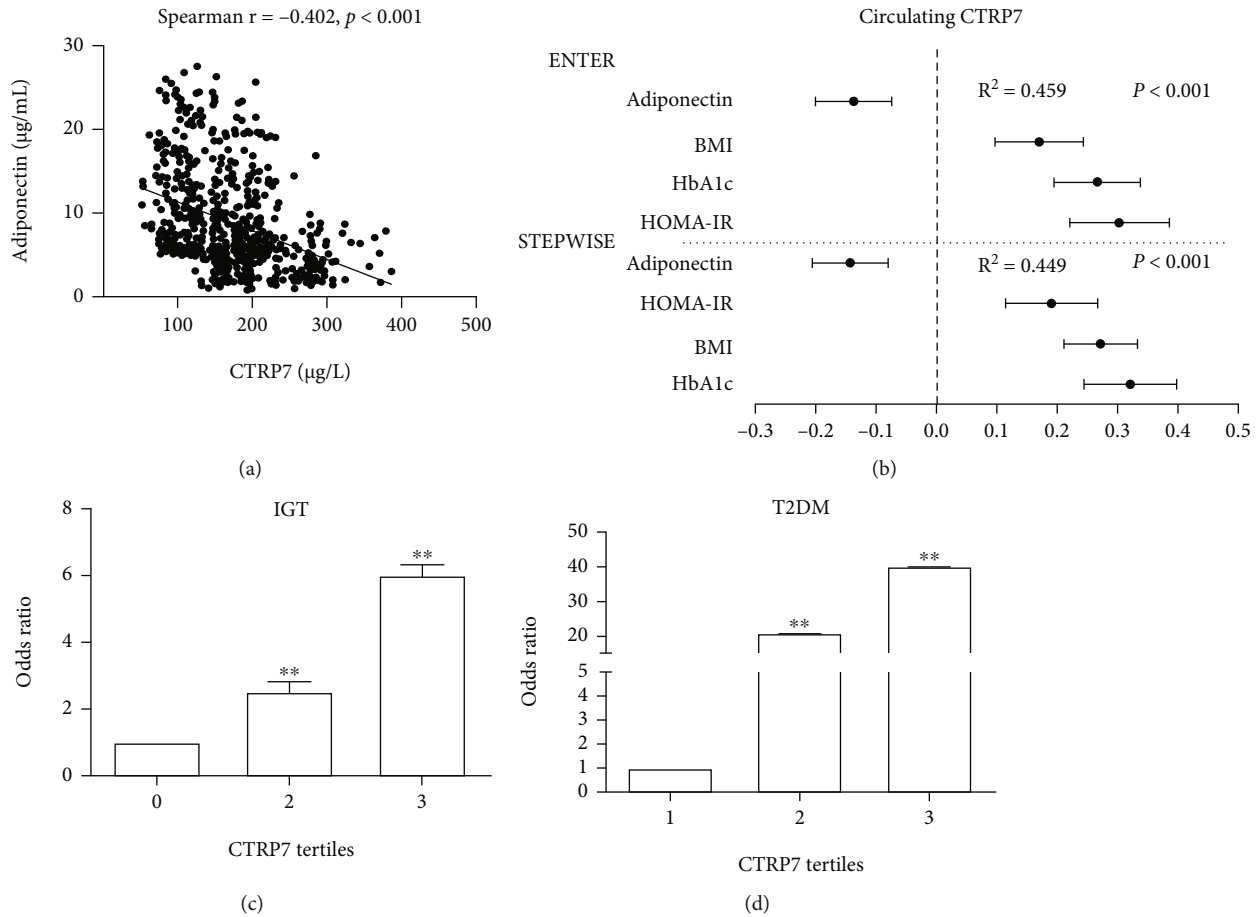 Spearman r = –0.402, p < 0.001
Adiponectin (μg/mL)
30
20
10
0
100 200 300 400 500
CTRP7 (μg/L)
(a)
Circulating CTRP7
ENTER
Adiponectin
R² = 0.459 P < 0.001
BMI
HbA1c
HOMA-IR
STEPWISE
Adiponectin
R² = 0.449 P < 0.001
HOMA-IR
BMI
HbA1c
–0.3 –0.2 –0.1 0.0 0.1 0.2 0.3 0.4 0.5
(b)
IGT
Odds ratio
8
6
4
2
0
**
**
0 2 3
CTRP7 tertiles
(c)
T2DM
Odds ratio
50
40
30
20
5
4
3
2
1
0
**
**
1 2 3
CTRP7 tertiles
(d)